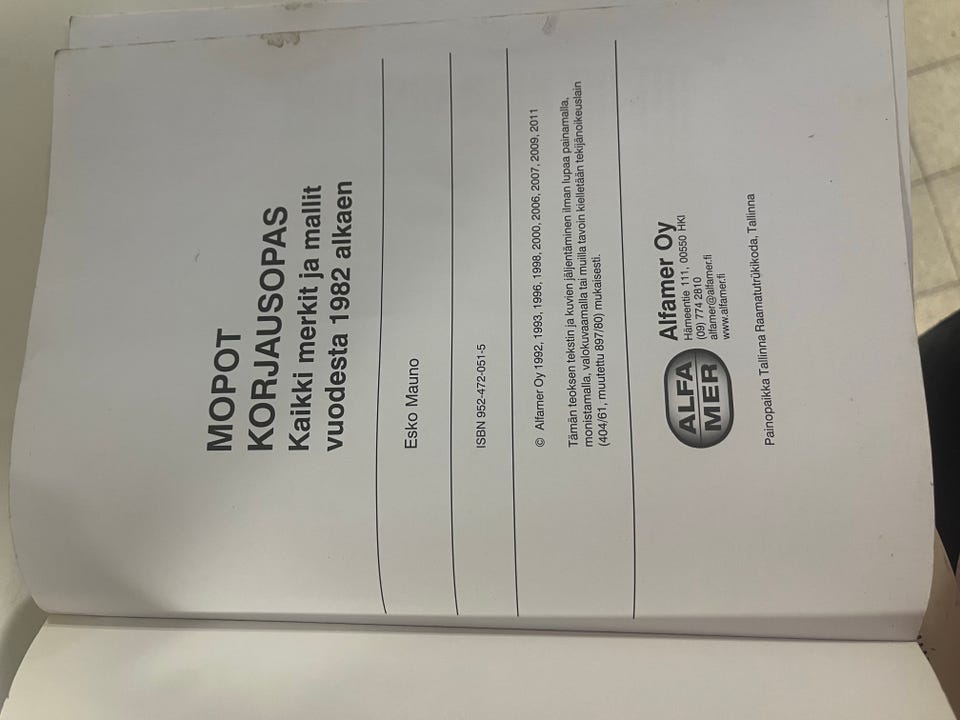 MOPOT
KORJAUSOPAS
Kaikki merkit ja mallit
vuodesta 1982 alkaen
Esko Mauno
ISBN 952-472-051-5
© Alfamer Oy 1992, 1993, 1996, 1998, 2000, 2006, 2007, 2009, 2011
Tämän teoksen tekstin ja kuvien jäljentäminen ilman lupaa painamalla,
monistamalla, valokuvaamalla tai muilla tavoin kielletään tekijänoikeuslain
(404/61, muutettu 897/80) mukaisesti.
ALFA
MER
Alfamer Oy
Hämeentie 111, 00550 HKI
(09) 774 2810
alfamer@alfamer.fi
www.alfamer.fi
Painopaikka Tallinna Raamatutrükikoda, Tallinna